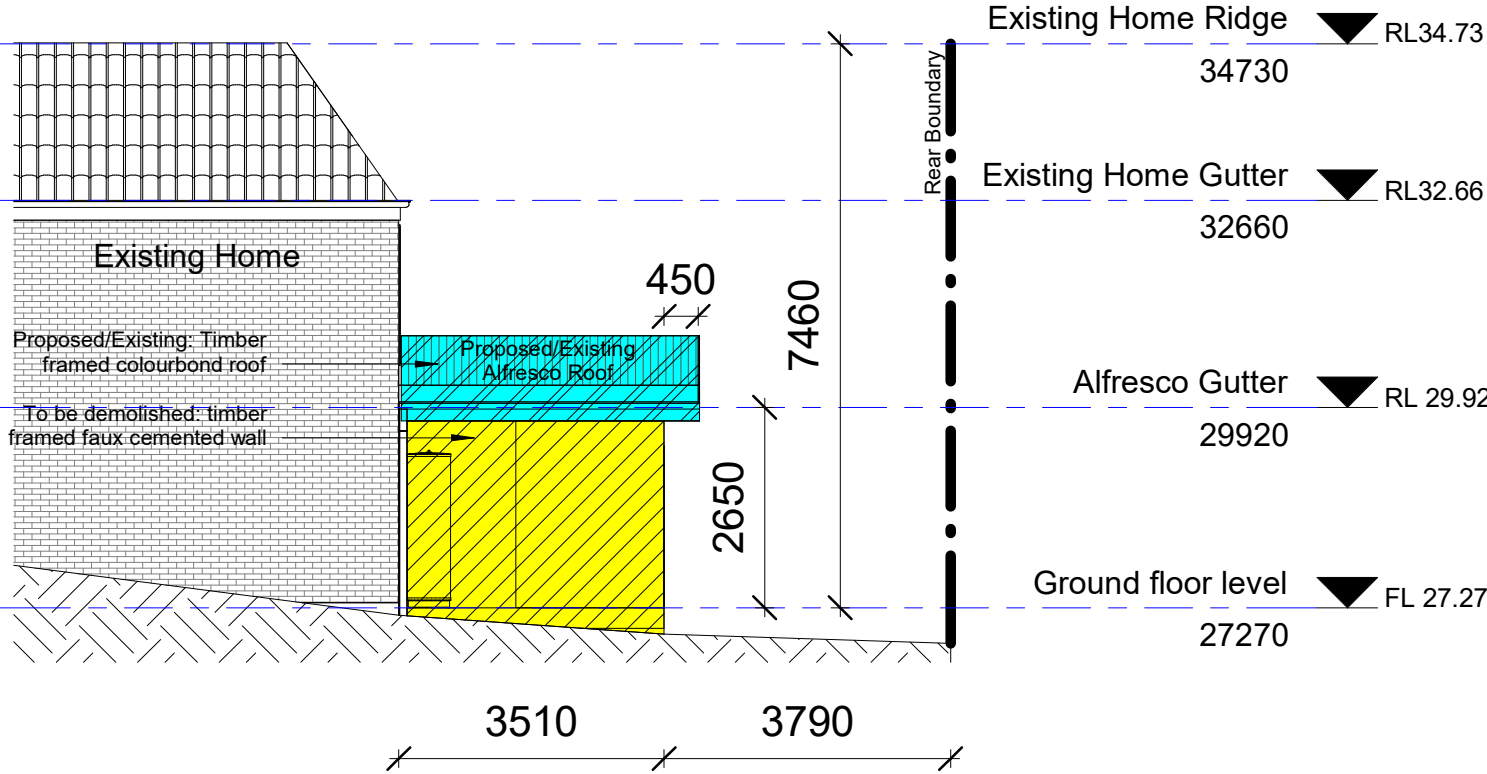 Existing Home Ridge
RL34.73
34730
Rear Boundary
Existing Home Gutter
RL32.66
32660
Existing Home
450
7460
Proposed/Existing: Timber
framed colourbond roof
Proposed/Existing
Alfresco Roof
To be demolished: timber
framed faux cemented wall
Alfresco Gutter
RL 29.92
29920
2650
Ground floor level
FL 27.27
27270
3510
3790